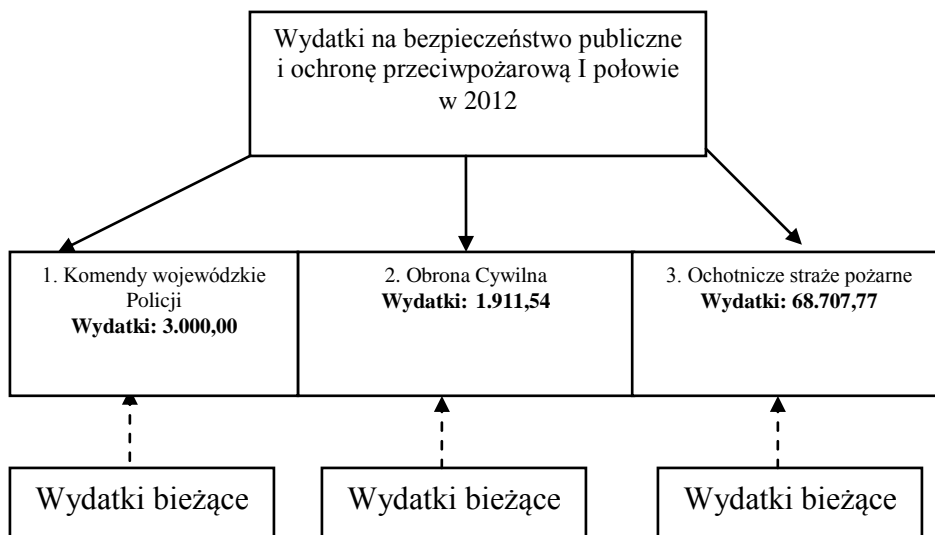 Wydatki na bezpieczeństwo publiczne
i ochronę przeciwpożarową I połowie
w 2012
1. Komendy wojewódzkie
Policji
Wydatki: 3.000,00
2. Obrona Cywilna
Wydatki: 1.911,54
3. Ochotnicze straże pożarne
Wydatki: 68.707,77
Wydatki bieżące
Wydatki bieżące
Wydatki bieżące